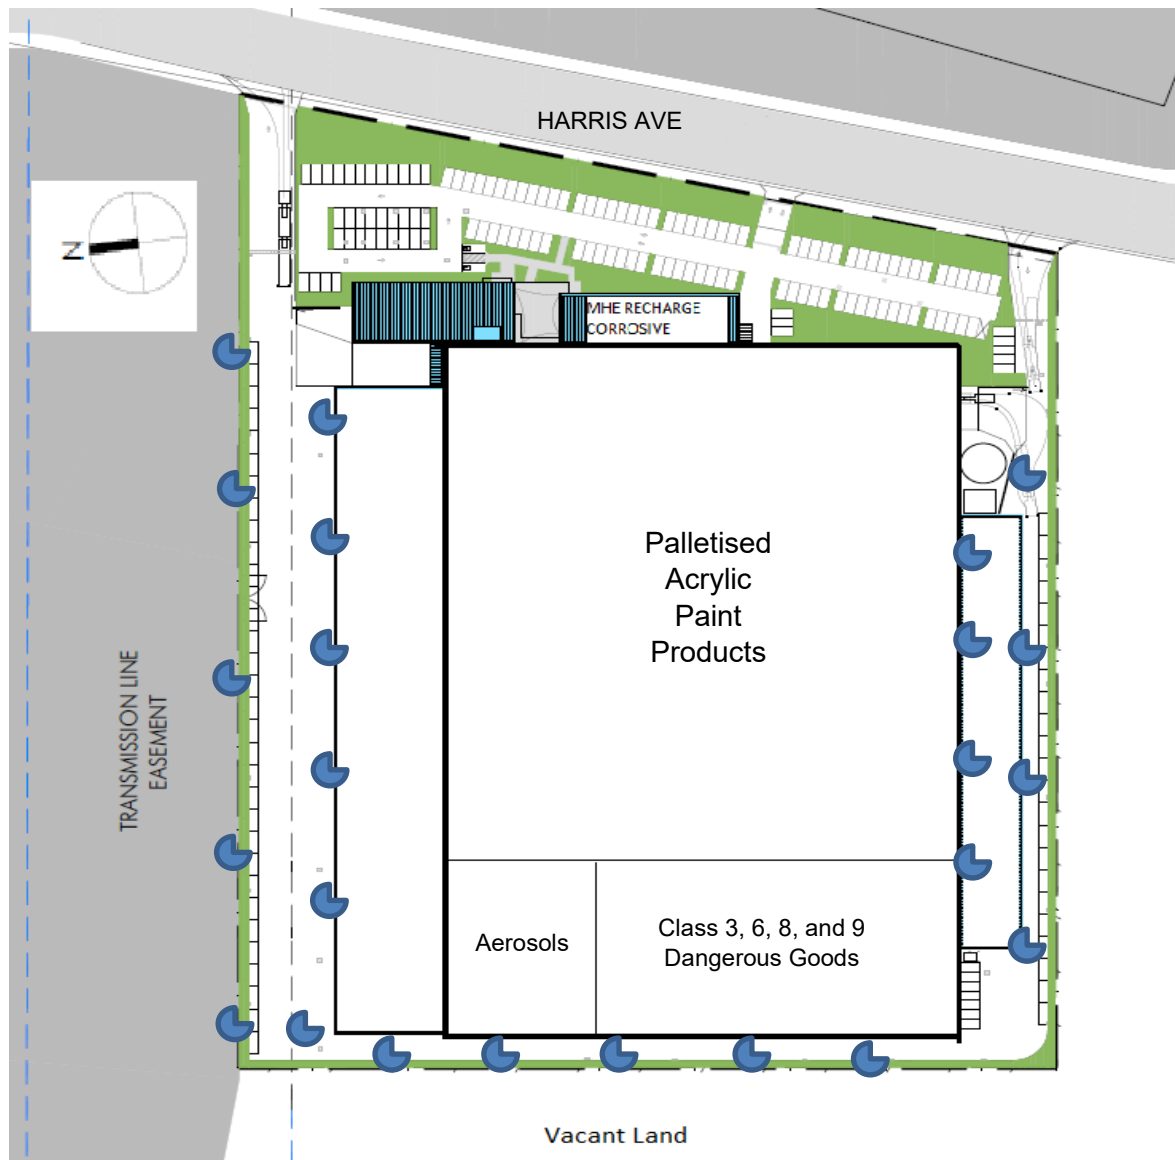 HARRIS AVE
N
MHE RECHARGE
CORROSIVE
Palletised
Acrylic
Paint
Products
TRANSMISSION LINE
EASEMENT
Aerosols
Class 3, 6, 8, and 9
Dangerous Goods
Vacant Land